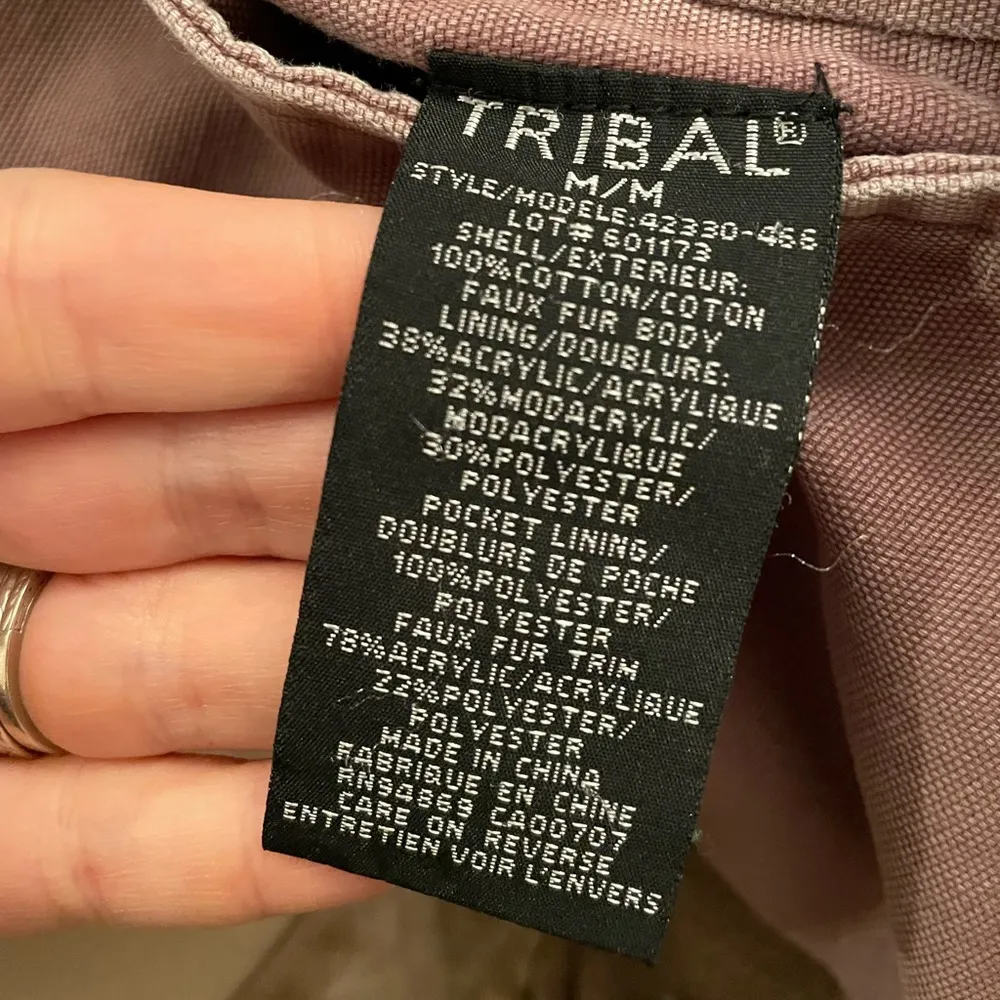 TRIBAL®
M/M
STYLE/MODELE:42330-466
LOT# 601173
SHELL/EXTERIEUR:
100%COTTON/COTON
FAUX FUR BODY
LINING/DOUBLURE:
38%ACRYLIC/ACRYLIQUE
32%MODACRYLIC/
MODACRYLIQUE
30%POLYESTER/
POLYESTER
POCKET LINING/
DOUBLURE DE POCHE
100%POLYESTER/
POLYESTER
FAUX FUR TRIM
78%ACRYLIC/ACRYLIQUE
22%POLYESTER/
POLYESTER
MADE IN CHINA
FABRIQUE EN CHINE
RN94869 CA00707
CARE ON REVERSE
ENTRETIEN VOIR L'ENVERS